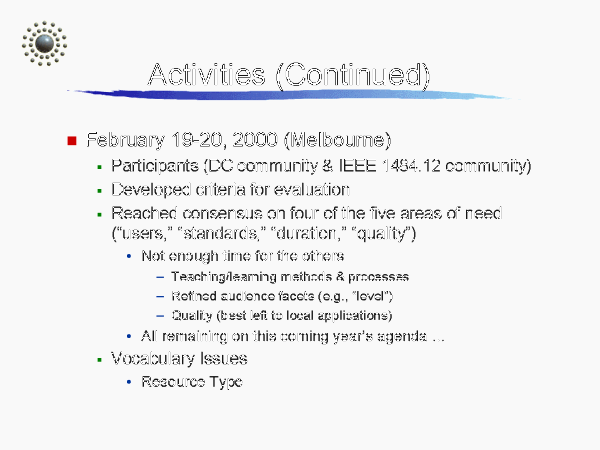 Activities (Continued)
February 19-20, 2000 (Melbourne)
Participants (DC community & IEEE 1484.12 community)
Developed criteria for evaluation
Reached consensus on four of the five areas of need
(“users,” “standards,” “duration,” “quality”)
Not enough time for the others
– Teaching/learning methods & processes
– Refined audience facets (e.g., “level”)
– Quality (best left to local applications)
All remaining on this coming year's agenda ...
Vocabulary Issues
Resource Type